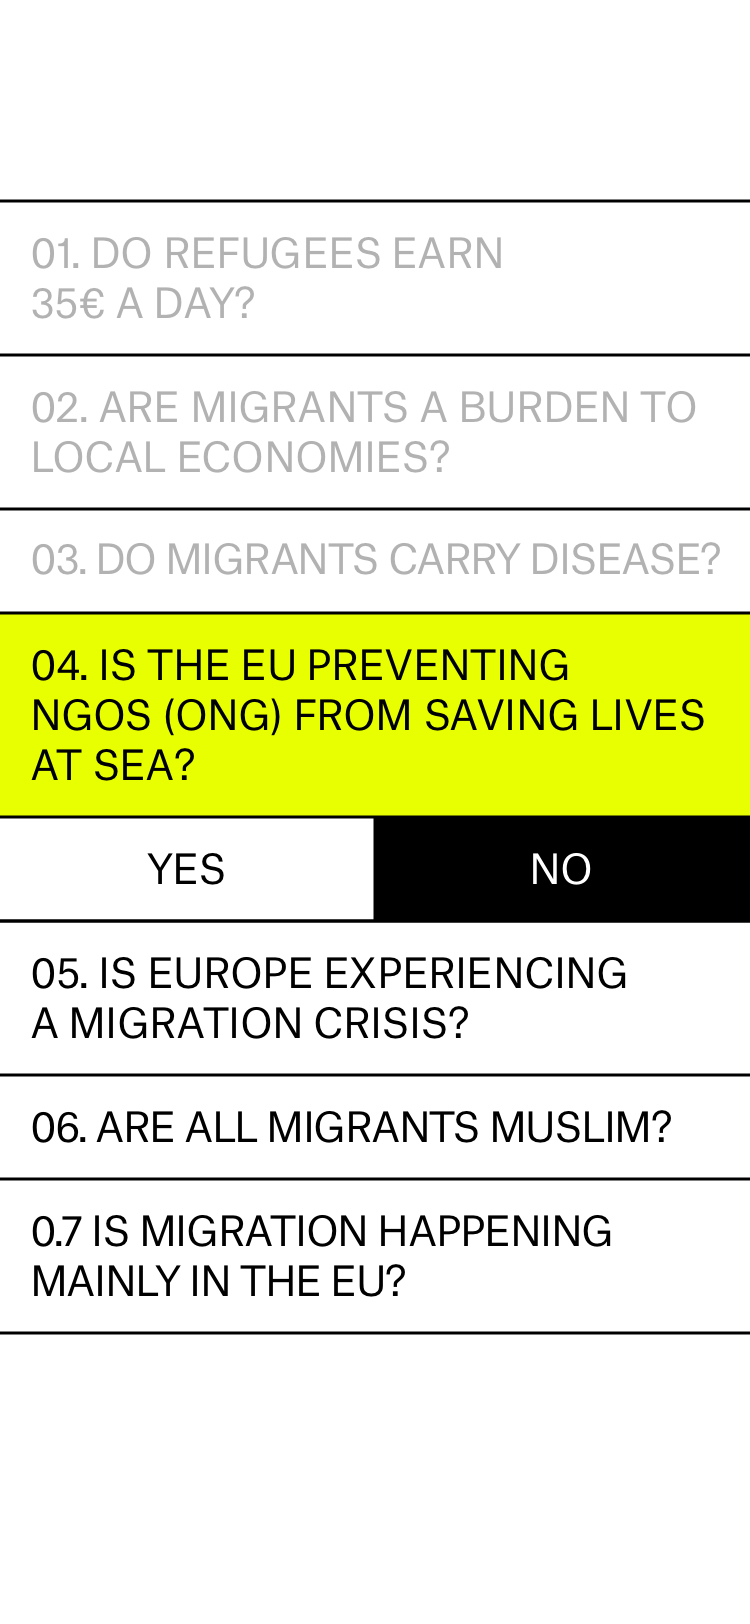 01. DO REFUGEES EARN
35€ A DAY?
02. ARE MIGRANTS A BURDEN TO
LOCAL ECONOMIES?
03. DO MIGRANTS CARRY DISEASE?
04. IS THE EU PREVENTING
NGOS (ONG) FROM SAVING LIVES
AT SEA?
YES
NO
05. IS EUROPE EXPERIENCING
A MIGRATION CRISIS?
06. ARE ALL MIGRANTS MUSLIM?
0.7 IS MIGRATION HAPPENING
MAINLY IN THE EU?